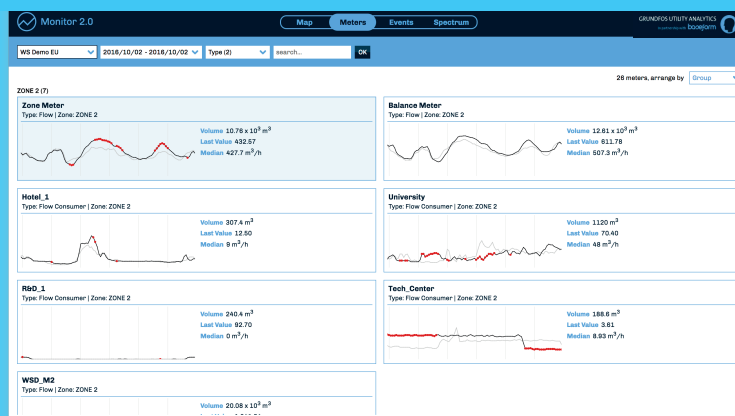 Monitor 2.0
Map
Meters
Events
Spectrum
GRUNDFOS UTILITY ANALYTICS
WS Demo EU
2016/10/02 - 2016/10/02
Type (2)
search...
OK
26 meters, arrange by
Group
ZONE 2 (7)
Zone Meter
Type: Flow | Zone: ZONE 2
Volume 10.76 x 10³ m³
Last Value 432.57
Median 427.7 m³/h
Balance Meter
Type: Flow | Zone: ZONE 2
Volume 12.61 x 10³ m³
Last Value 611.78
Median 507.3 m³/h
Hotel_1
Type: Flow Consumer | Zone: ZONE 2
Volume 307.4 m³
Last Value 12.50
Median 9 m³/h
University
Type: Flow Consumer | Zone: ZONE 2
Volume 1120 m³
Last Value 70.40
Median 48 m³/h
R&D_1
Type: Flow Consumer | Zone: ZONE 2
Volume 240.4 m³
Last Value 92.70
Median 0 m³/h
Tech_Center
Type: Flow Consumer | Zone: ZONE 2
Volume 188.6 m³
Last Value 3.61
Median 8.93 m³/h
WSD_M2
Type: Flow Consumer | Zone: ZONE 2
Volume 20.08 x 10³ m³